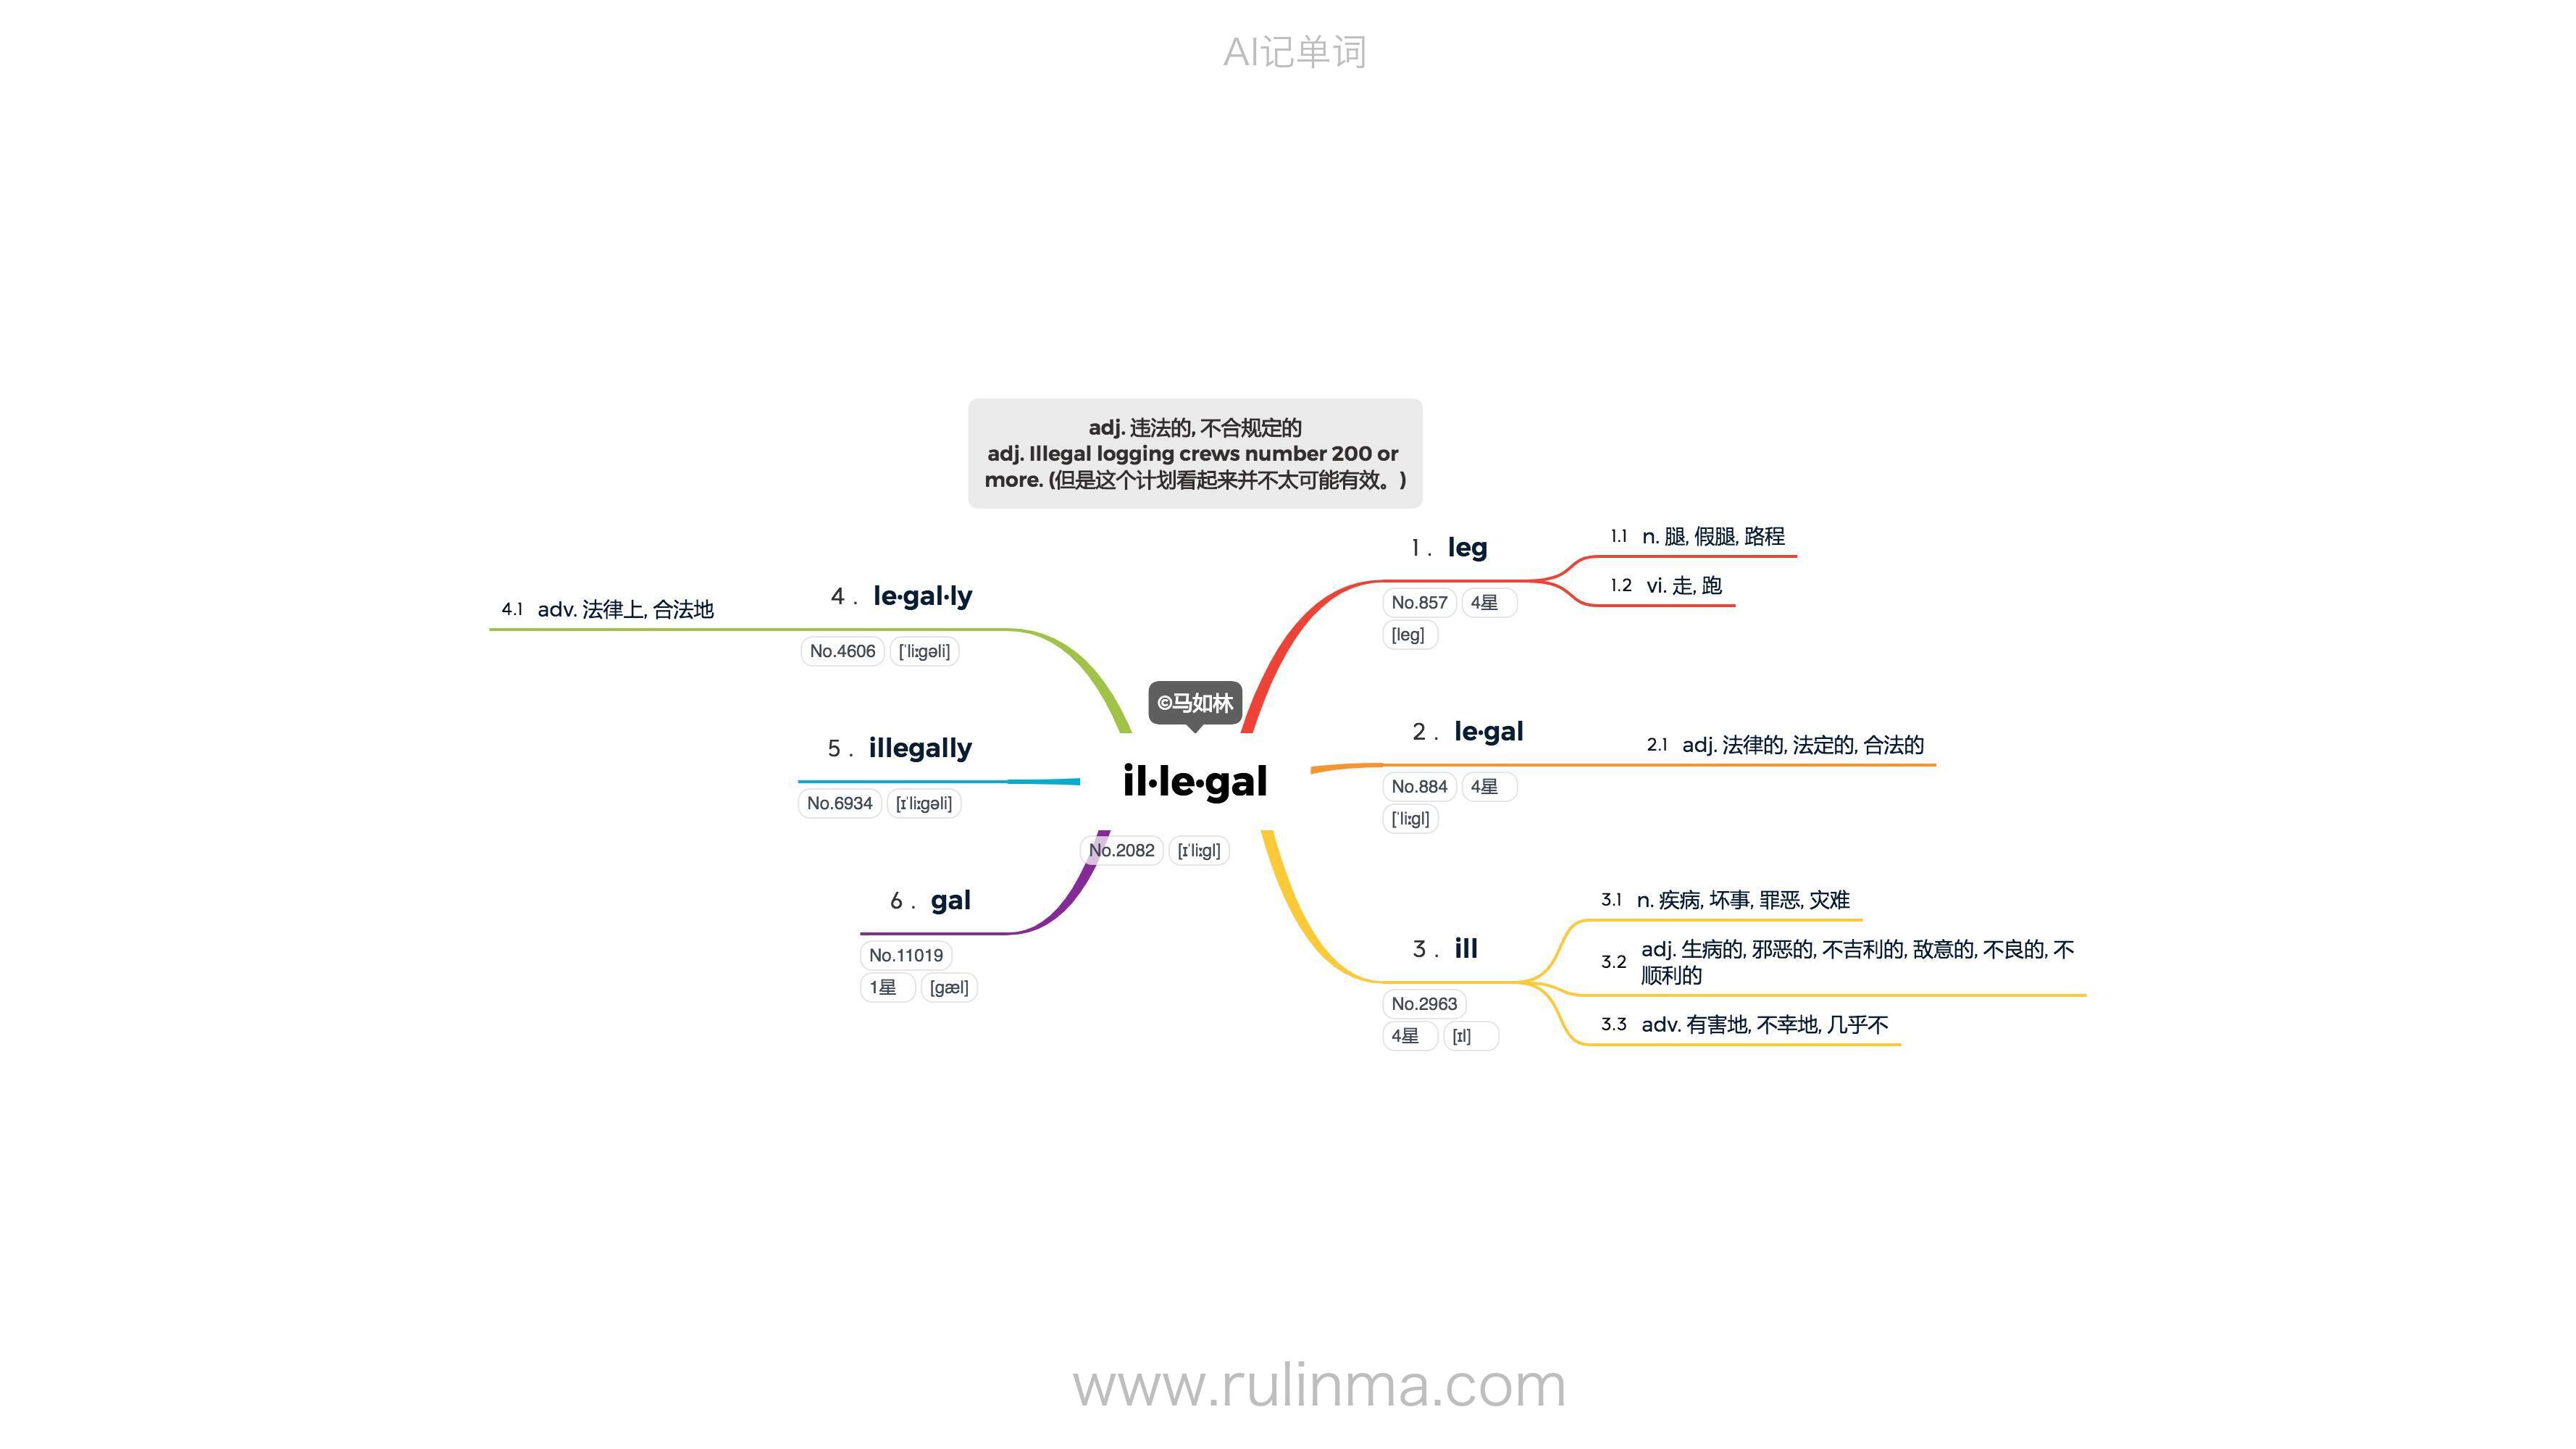 AI记单词
adj. 违法的, 不合规定的
adj. Illegal logging crews number 200 or
more. (但是这个计划看起来并不太可能有效。)
©马如林
il·le·gal
No.2082 [ɪˈliːgl]
1 . leg
No.857 4星
[leg]
1.1 n. 腿, 假腿, 路程
1.2 vi. 走, 跑
2 . le·gal
No.884 4星
[ˈliːgl]
2.1 adj. 法律的, 法定的, 合法的
3 . ill
No.2963
4星 [ɪl]
3.1 n. 疾病, 坏事, 罪恶, 灾难
3.2 adj. 生病的, 邪恶的, 不吉利的, 敌意的, 不良的, 不
顺利的
3.3 adv. 有害地, 不幸地, 几乎不
4 . le·gal·ly
No.4606 [ˈliːgəli]
4.1 adv. 法律上, 合法地
5 . illegally
No.6934 [ɪˈliːgəli]
6 . gal
No.11019
1星 [gæl]
www.rulinma.com